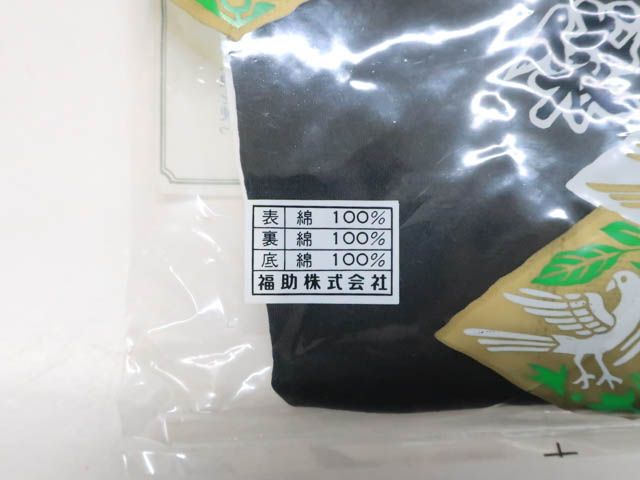 表 綿 100%
裏 綿 100%
底 綿 100%
福助株式会社